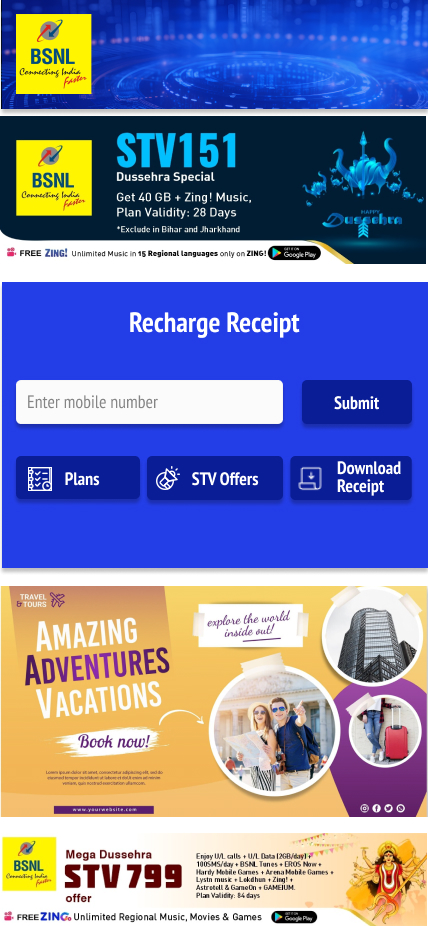 BSNL
Connecting India
Faster
STV151
Dussehra Special
Get 40 GB + Zing! Music,
Plan Validity: 28 Days
*Exclude in Bihar and Jharkhand
BSNL
Connecting India
Faster
HAPPY
Dussehra
FREE ZING! Unlimited Music in 15 Regional languages only on ZING!
GET IT ON
Google Play
Recharge Receipt
Enter mobile number
Submit
Plans
STV Offers
Download
Receipt
TRAVEL
& TOURS
AMAZING
ADVENTURES
VACATIONS
Book now!
explore the world
inside out!
Lorem ipsum dolor sit amet, consectetur adipiscing elit, sed do
eiusmod tempor incididunt ut labore et dolore magna
www.yourwebsite.com
BSNL
Connecting India
Faster
Mega Dussehra
STV 799
offer
Enjoy U/L calls + U/L Data (2GB/day) +
100SMS/day + BSNL Tunes + EROS Now +
Hardy Mobile Games + Arena Mobile Games +
Lystn music + Lokdhun + Zing! +
Astrotell & GameOn + GAMEIUM.
Plan Validity: 84 days
FREE ZING Unlimited Regional Music, Movies & Games
GET IT ON
Google Play